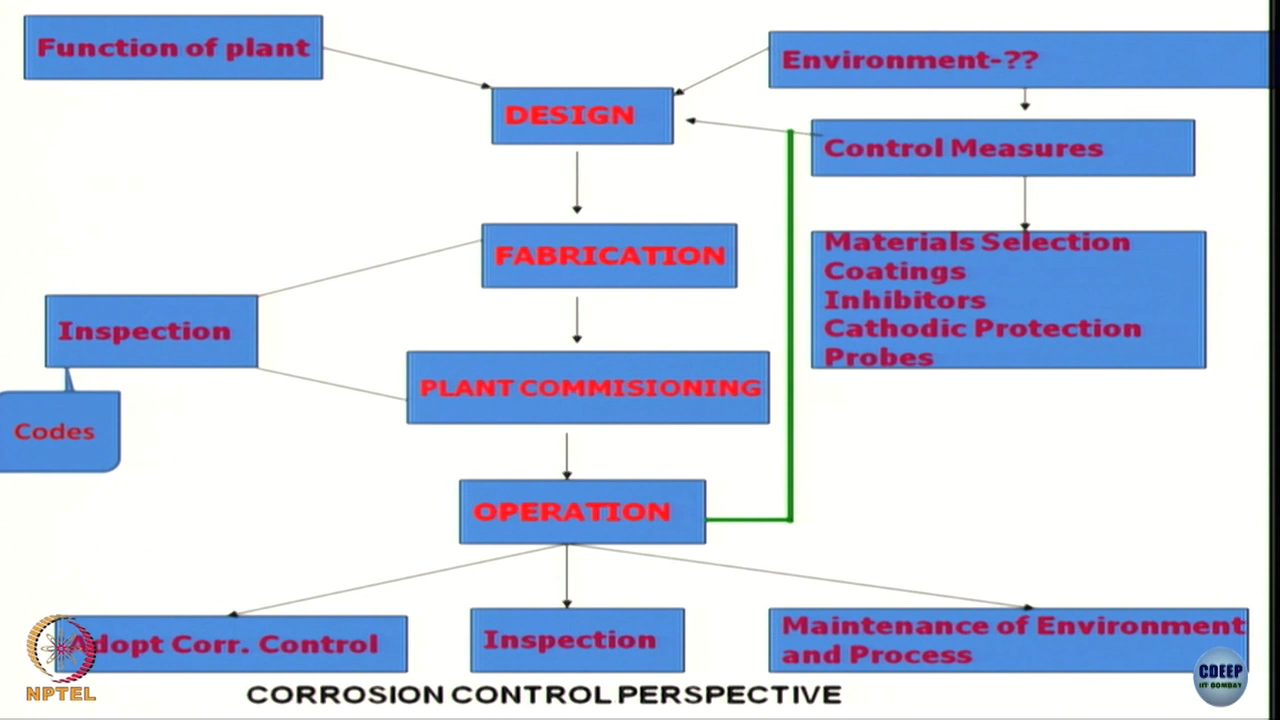 Function of plant
Environment-??
DESIGN
Control Measures
FABRICATION
Materials Selection
Coatings
Inhibitors
Cathodic Protection
Probes
Inspection
PLANT COMMISIONING
Codes
OPERATION
Adopt Corr. Control
Inspection
Maintenance of Environment
and Process
NPTEL
CORROSION CONTROL PERSPECTIVE
CDEEP
IIT BOMBAY